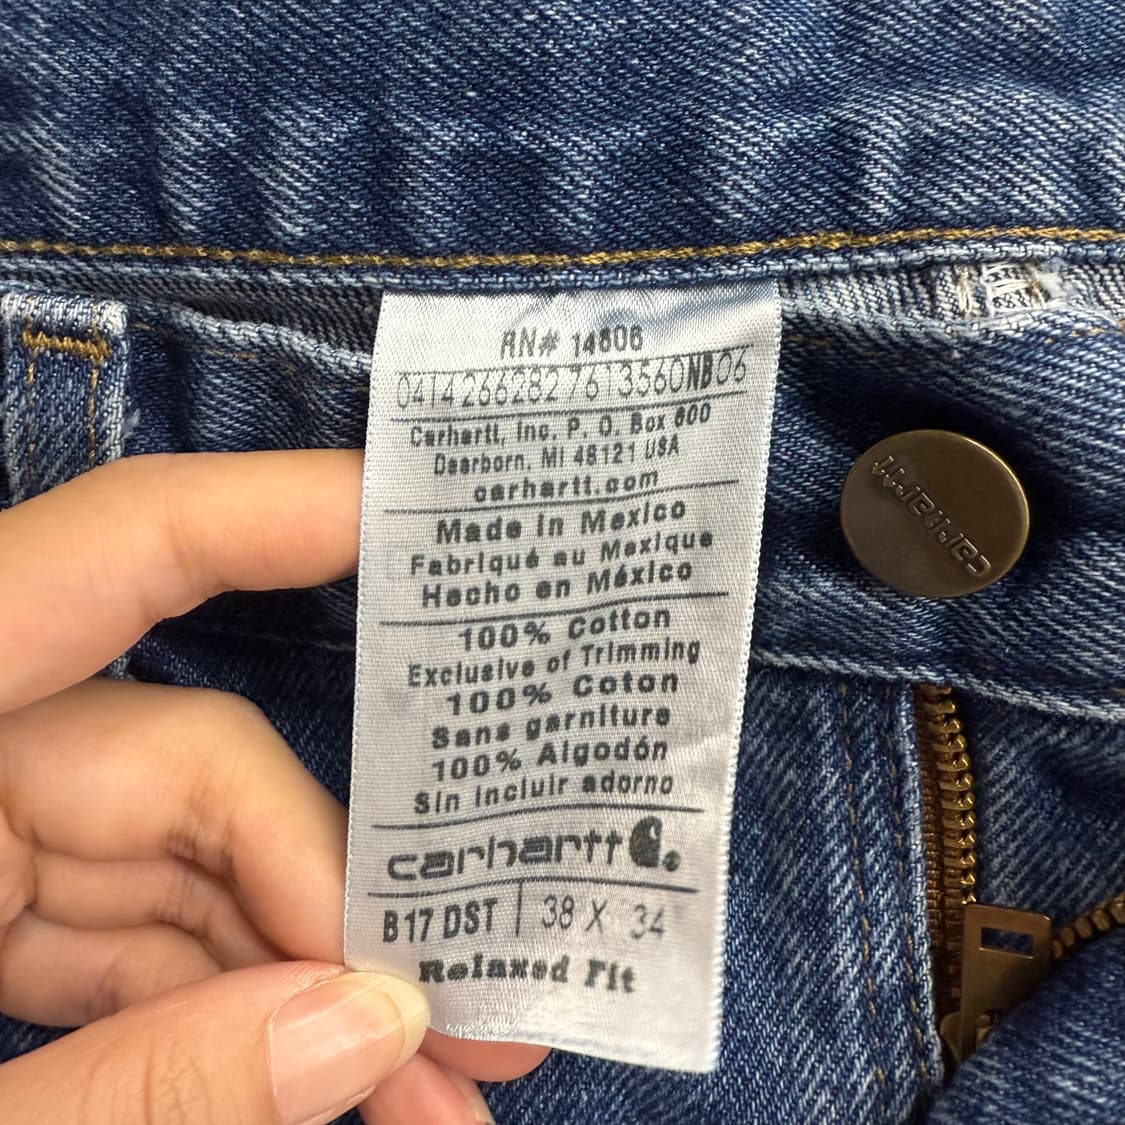 RN# 14806
0414 266282 7613560NB06
Carhartt, Inc. P. O. Box 600
Dearborn, MI 48121 USA
carhartt.com
Made in Mexico
Fabriqué au Mexique
Hecho en México
100% Cotton
Exclusive of Trimming
100% Coton
Sans garniture
100% Algodón
Sin incluir adorno
carhartt
B17 DST | 38 X 34
Relaxed Fit
carhartt